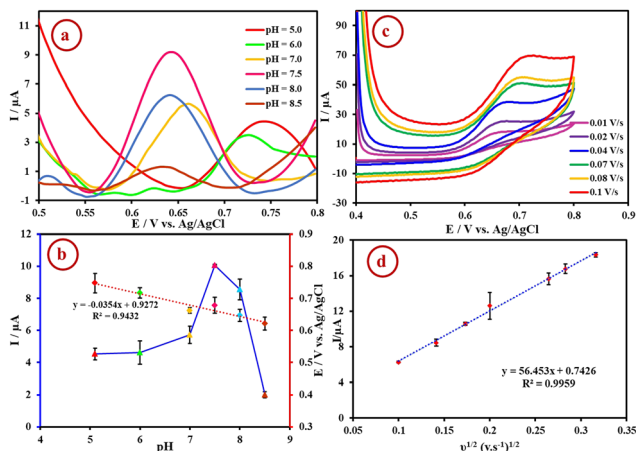 a
I / µA
11
9
7
5
3
1
-1
0.5 0.55 0.6 0.65 0.7 0.75 0.8
E / V vs. Ag/AgCl
pH = 5.0
pH = 6.0
pH = 7.0
pH = 7.5
pH = 8.0
pH = 8.5
c
I / µA
90
70
50
30
10
-10
-30
0.4 0.5 0.6 0.7 0.8 0.9
E / V vs. Ag/AgCl
0.01 V/s
0.02 V/s
0.04 V/s
0.07 V/s
0.08 V/s
0.1 V/s
b
I / µA
12
10
8
6
4
2
0
4 5 6 7 8 9
pH
y = -0.0354x + 0.9272
R² = 0.9432
0.9
0.8
0.7
0.6
0.5
0.4
0.3
E / V vs. Ag/AgCl
d
I/µA
20
16
12
8
4
0
0.05 0.1 0.15 0.2 0.25 0.3 0.35
y = 56.453x + 0.7426
R² = 0.9959
υ¹/² (v.s⁻¹)¹/²